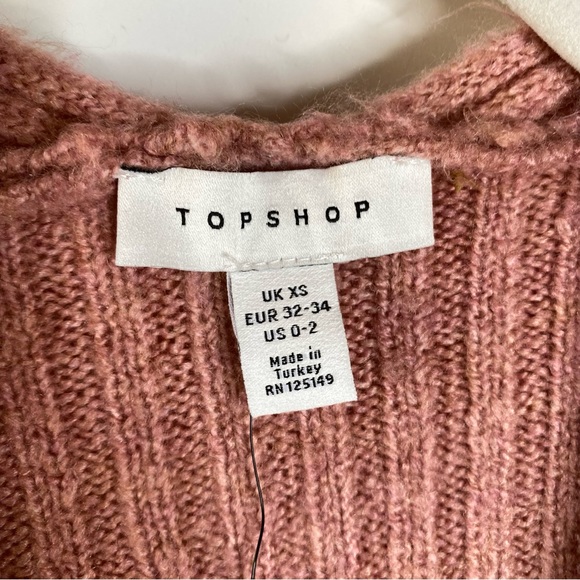 TOPSHOP
UK XS
EUR 32-34
US 0-2
Made in
Turkey
RN125149